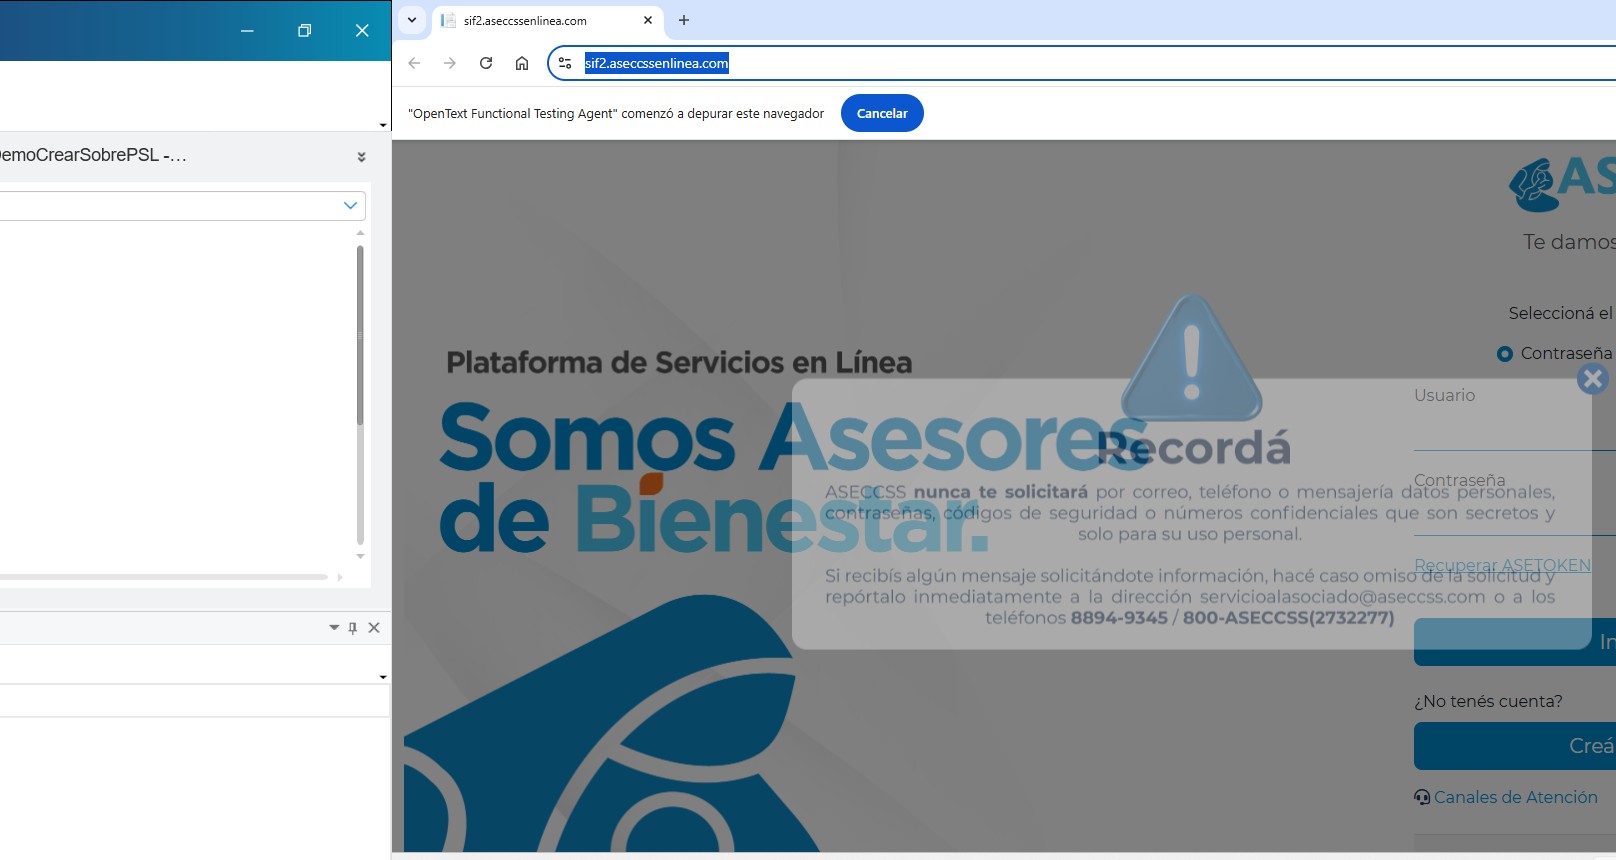 sif2.aseccssenlinea.com
sif2.aseccssenlinea.com
"OpenText Functional Testing Agent" comenzó a depurar este navegador
Cancelar
emoCrearSobrePSL -...
AS
Te damos
Seleccioná el
Contraseña
Plataforma de Servicios en Línea
Somos Asesores
de Bienestar.
Usuario
Contraseña
Recuperar ASETOKEN
In
¿No tenés cuenta?
Creá
Canales de Atención
Recordá
ASECCSS nunca te solicitará por correo, teléfono o mensajería datos personales,
contraseñas, códigos de seguridad o números confidenciales que son secretos y
solo para su uso personal.
Si recibís algún mensaje solicitándote información, hacé caso omiso de la solicitud y
repórtalo inmediatamente a la dirección servicioalasociado@aseccss.com o a los
teléfonos 8894-9345 / 800-ASECCSS(2732277)